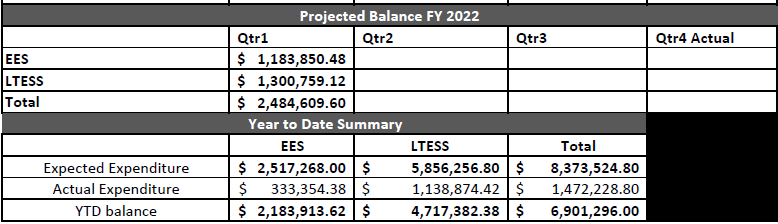 Projected Balance FY 2022
Qtr1 Qtr2 Qtr3 Qtr4 Actual
EES $ 1,183,850.48
LTESS $ 1,300,759.12
Total $ 2,484,609.60
Year to Date Summary
EES LTESS Total
Expected Expenditure $ 2,517,268.00 $ 5,856,256.80 $ 8,373,524.80
Actual Expenditure $ 333,354.38 $ 1,138,874.42 $ 1,472,228.80
YTD balance $ 2,183,913.62 $ 4,717,382.38 $ 6,901,296.00